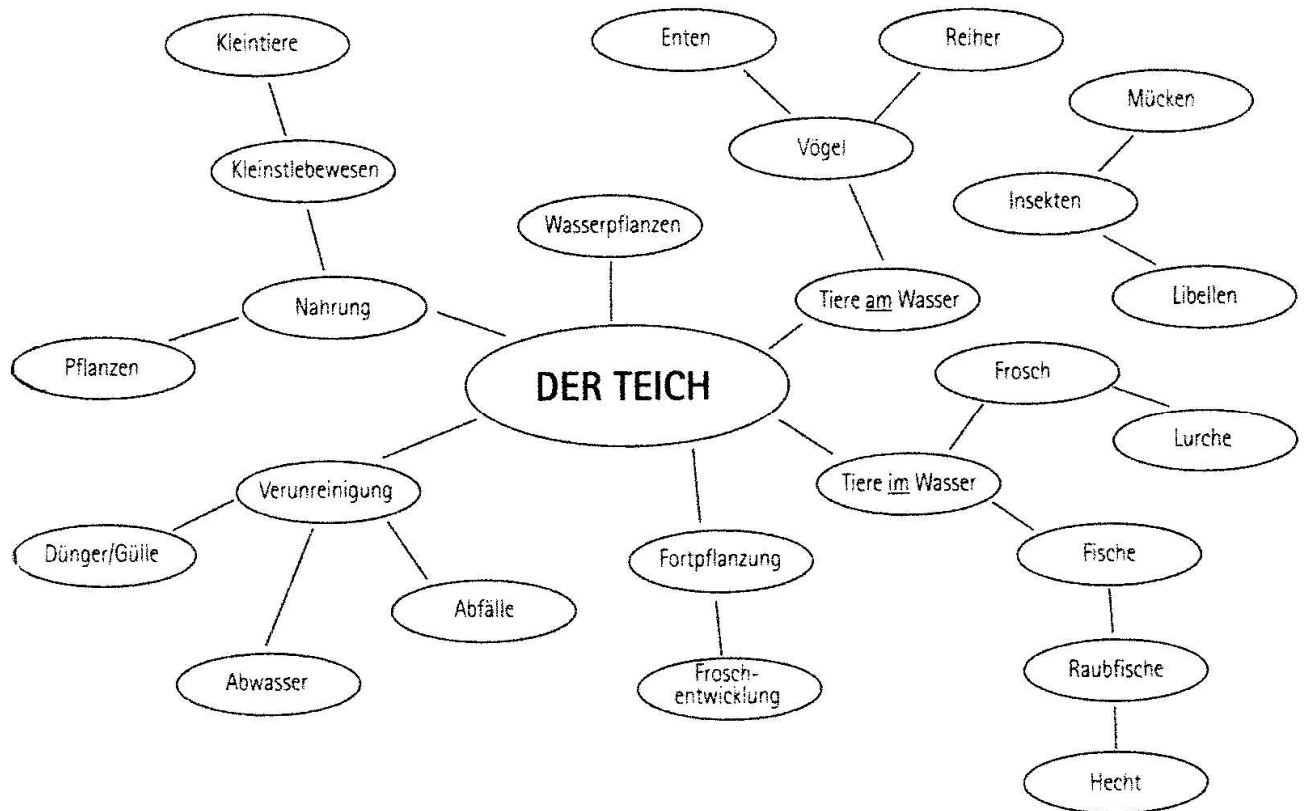 Kleintiere
Enten
Reiher
Mücken
Vögel
Kleinstlebewesen
Insekten
Wasserpflanzen
Nahrung
Tiere am Wasser
Libellen
Pflanzen
DER TEICH
Frosch
Lurche
Verunreinigung
Tiere im Wasser
Dünger/Gülle
Fortpflanzung
Fische
Abfälle
Abwasser
Frosch-
entwicklung
Raubfische
Hecht